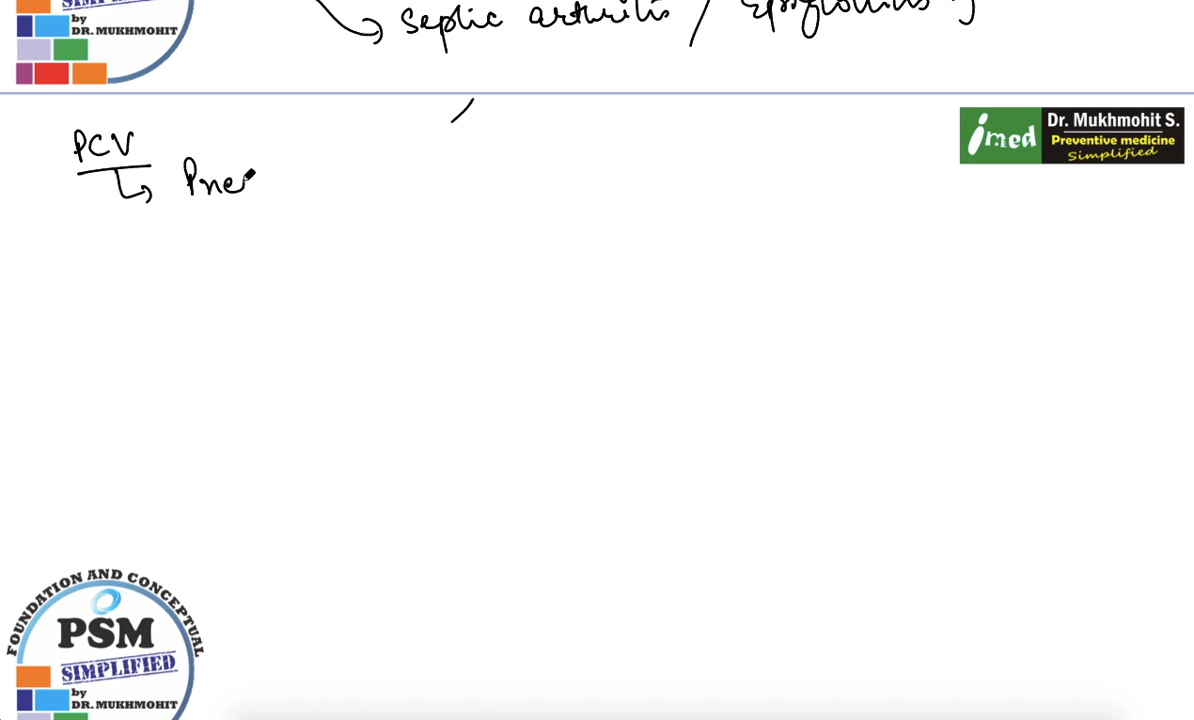 by
DR. MUKHMOHIT
Septic arthritis /
PCV
Pne
imed
Dr. Mukhmohit S.
Preventive medicine
Simplified
FOUNDATION AND CONCEPTUAL
PSM
SIMPLIFIED
by
DR. MUKHMOHIT